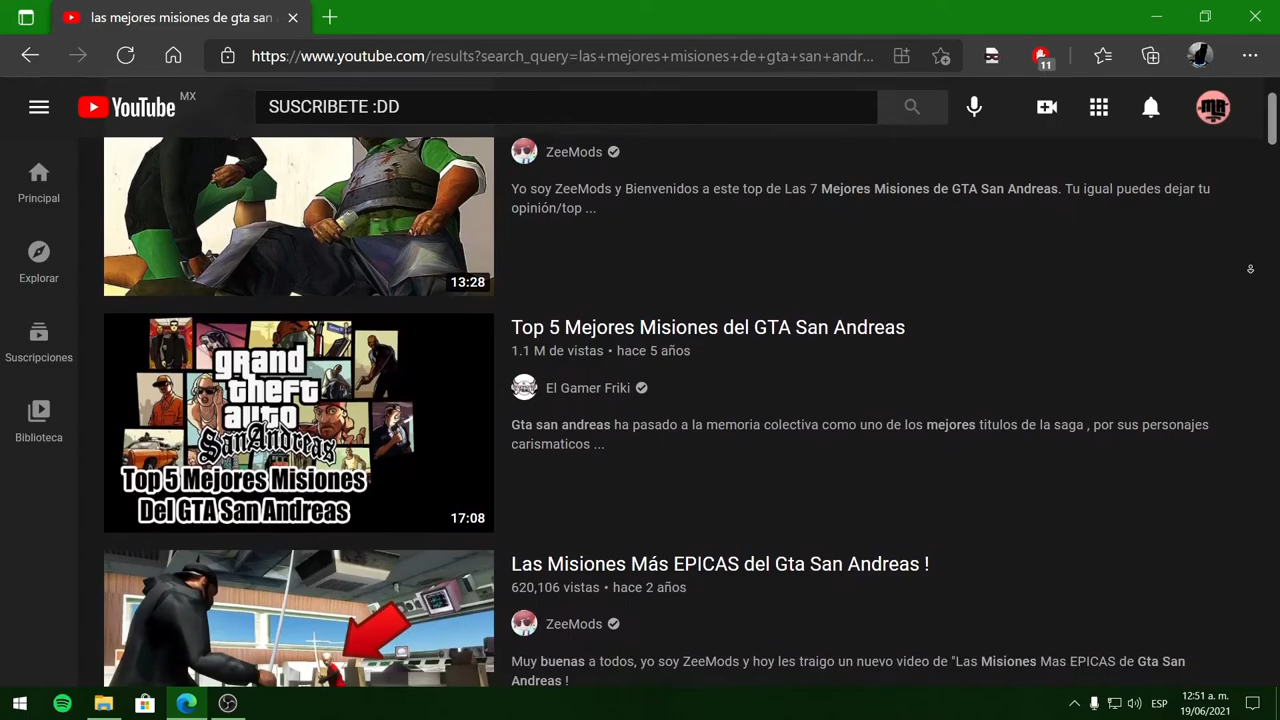 las mejores misiones de gta san
https://www.youtube.com/results?search_query=las+mejores+misiones+de+gta+san+andr...
11
YouTube MX
SUSCRIBETE :DD
MB
ZeeMods
Yo soy ZeeMods y Bienvenidos a este top de Las 7 Mejores Misiones de GTA San Andreas. Tu igual puedes dejar tu
opinión/top ...
13:28
Principal
Explorar
Suscripciones
Biblioteca
grand
theft
auto
San Andreas
Top 5 Mejores Misiones
Del GTA San Andreas
17:08
Top 5 Mejores Misiones del GTA San Andreas
1.1 M de vistas • hace 5 años
El Gamer Friki
Gta san andreas ha pasado a la memoria colectiva como uno de los mejores titulos de la saga , por sus personajes
carismaticos ...
Las Misiones Más EPICAS del Gta San Andreas !
620,106 vistas • hace 2 años
ZeeMods
Muy buenas a todos, yo soy ZeeMods y hoy les traigo un nuevo video de "Las Misiones Mas EPICAS de Gta San
Andreas !
ESP
12:51 a. m.
19/06/2021